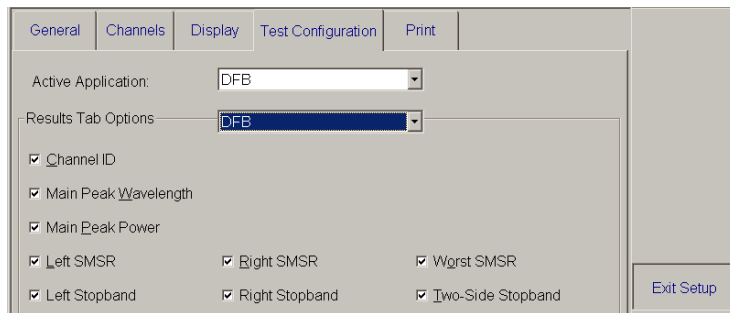 General Channels Display Test Configuration Print
Active Application: DFB
Results Tab Options DFB
Channel ID
Main Peak Wavelength
Main Peak Power
Left SMSR Right SMSR Worst SMSR
Left Stopband Right Stopband Two-Side Stopband
Exit Setup